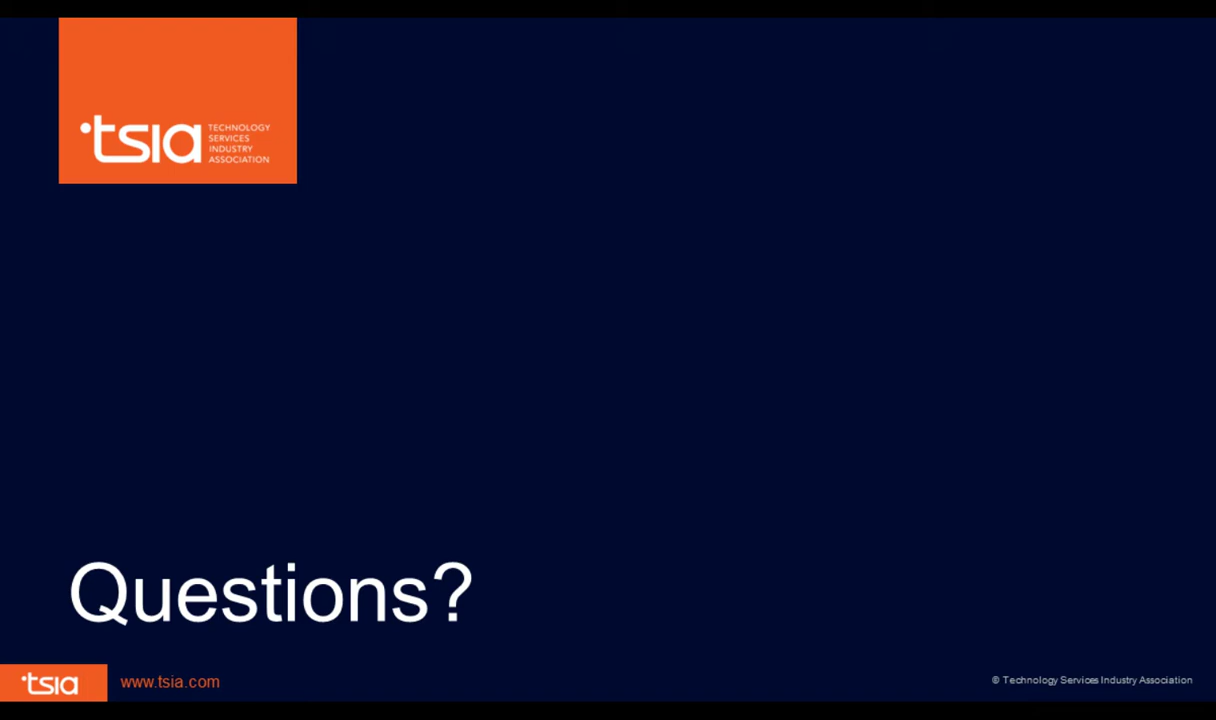 tsia
TECHNOLOGY
SERVICES
INDUSTRY
ASSOCIATION
Questions?
tsia
www.tsia.com
© Technology Services Industry Association